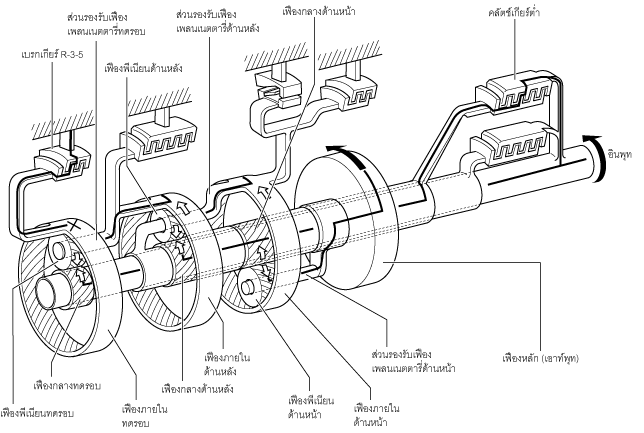 ส่วนรองรับเฟือง
เพลนเนตตารี่ทดรอบ
ส่วนรองรับเฟือง
เพลนเนตตารี่ด้านหลัง
เฟืองกลางด้านหน้า
คลัตช์เกียร์ต่ำ
เบรกเกียร์ R-3-5
เฟืองพีเนียนด้านหลัง
อินพุท
เฟืองกลางทดรอบ
เฟืองพีเนียนทดรอบ
เฟืองภายใน
ทดรอบ
เฟืองกลางด้านหลัง
เฟืองภายใน
ด้านหลัง
เฟืองพีเนียน
ด้านหน้า
เฟืองภายใน
ด้านหน้า
ส่วนรองรับเฟือง
เพลนเนตตารี่ด้านหน้า
เฟืองหลัก (เอาท์พุท)